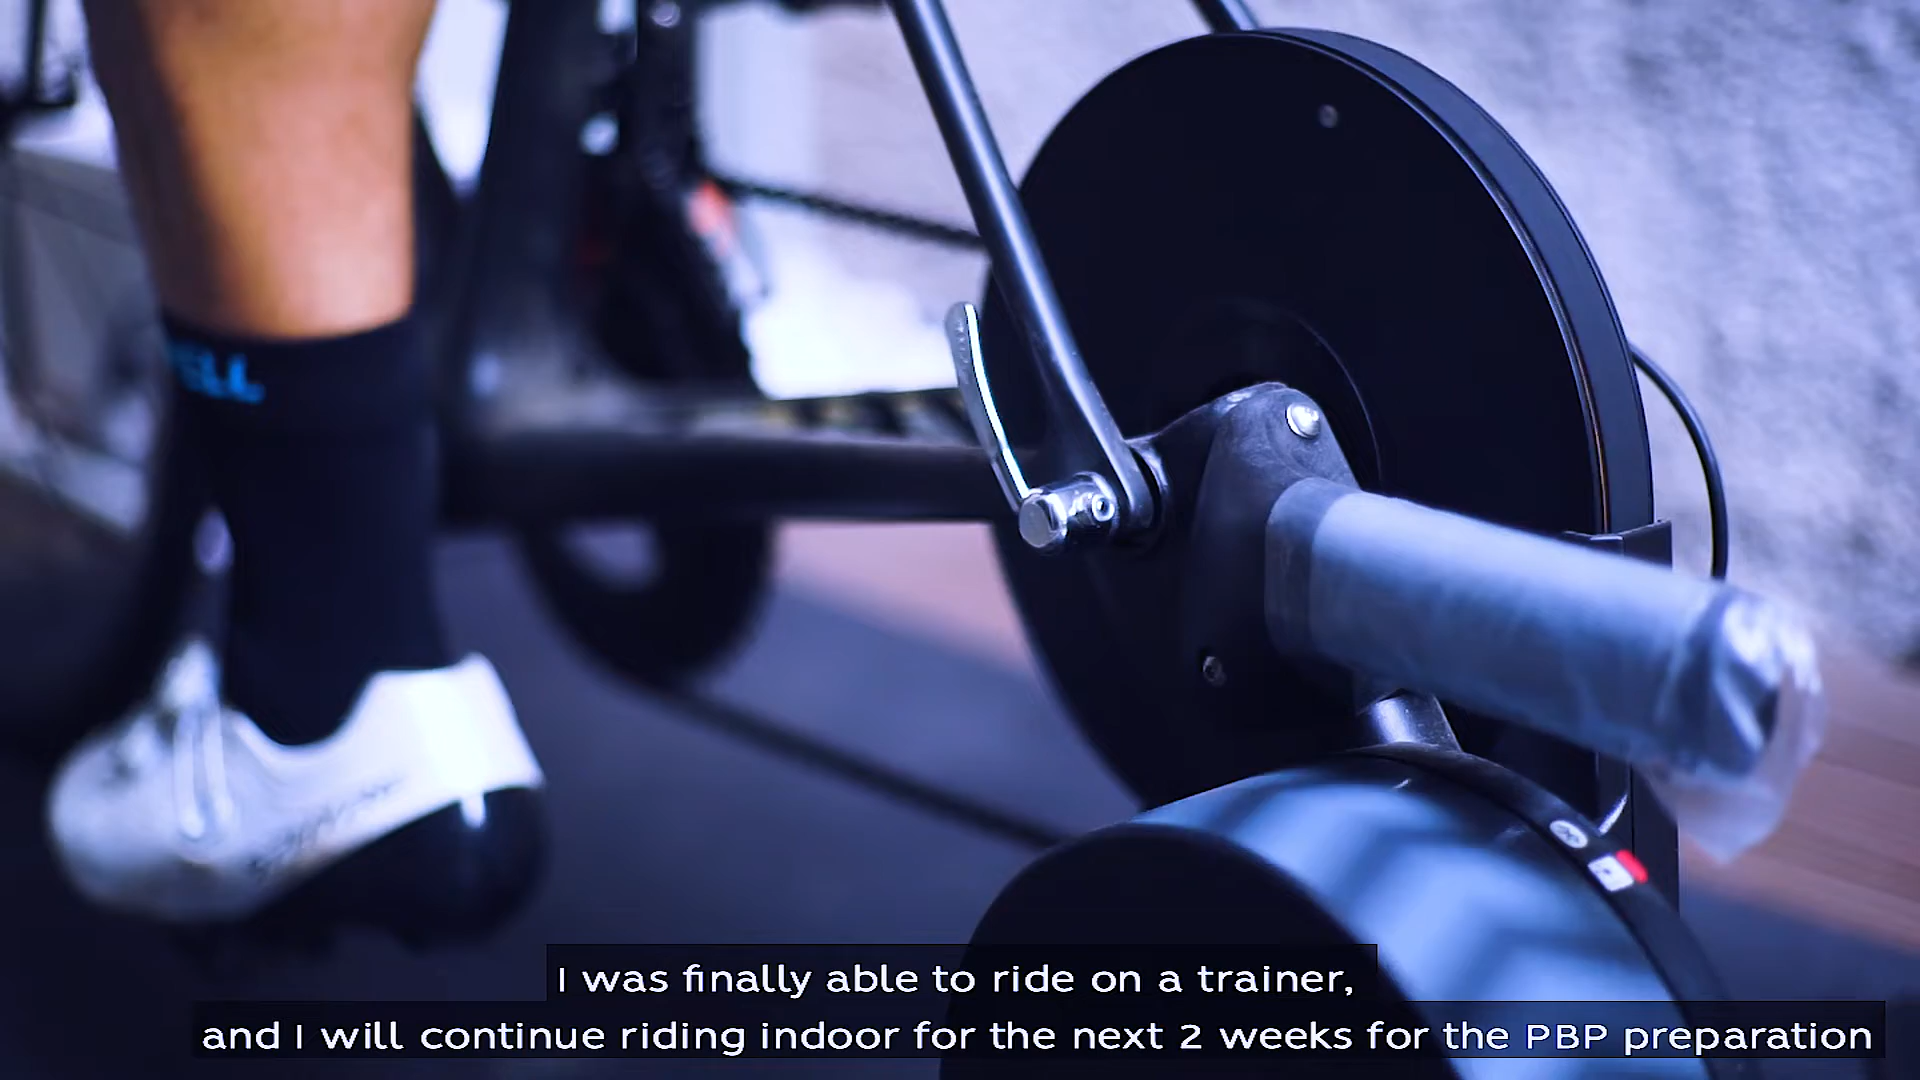 ELL
I was finally able to ride on a trainer,
and I will continue riding indoor for the next 2 weeks for the PBP preparation